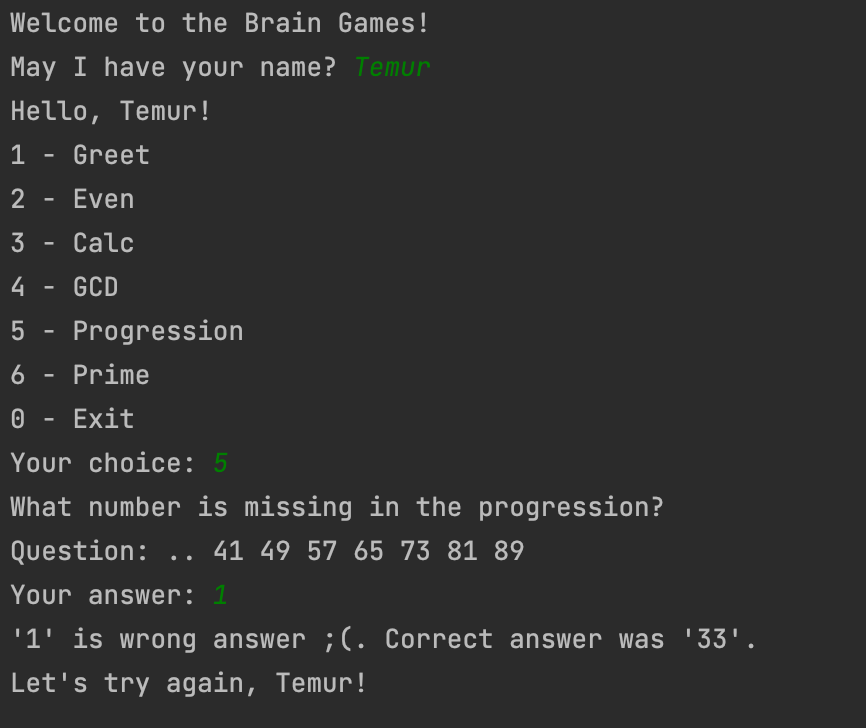 Welcome to the Brain Games!
May I have your name? Temur
Hello, Temur!
1 - Greet
2 - Even
3 - Calc
4 - GCD
5 - Progression
6 - Prime
0 - Exit
Your choice: 5
What number is missing in the progression?
Question: .. 41 49 57 65 73 81 89
Your answer: 1
'1' is wrong answer ;(. Correct answer was '33'.
Let's try again, Temur!